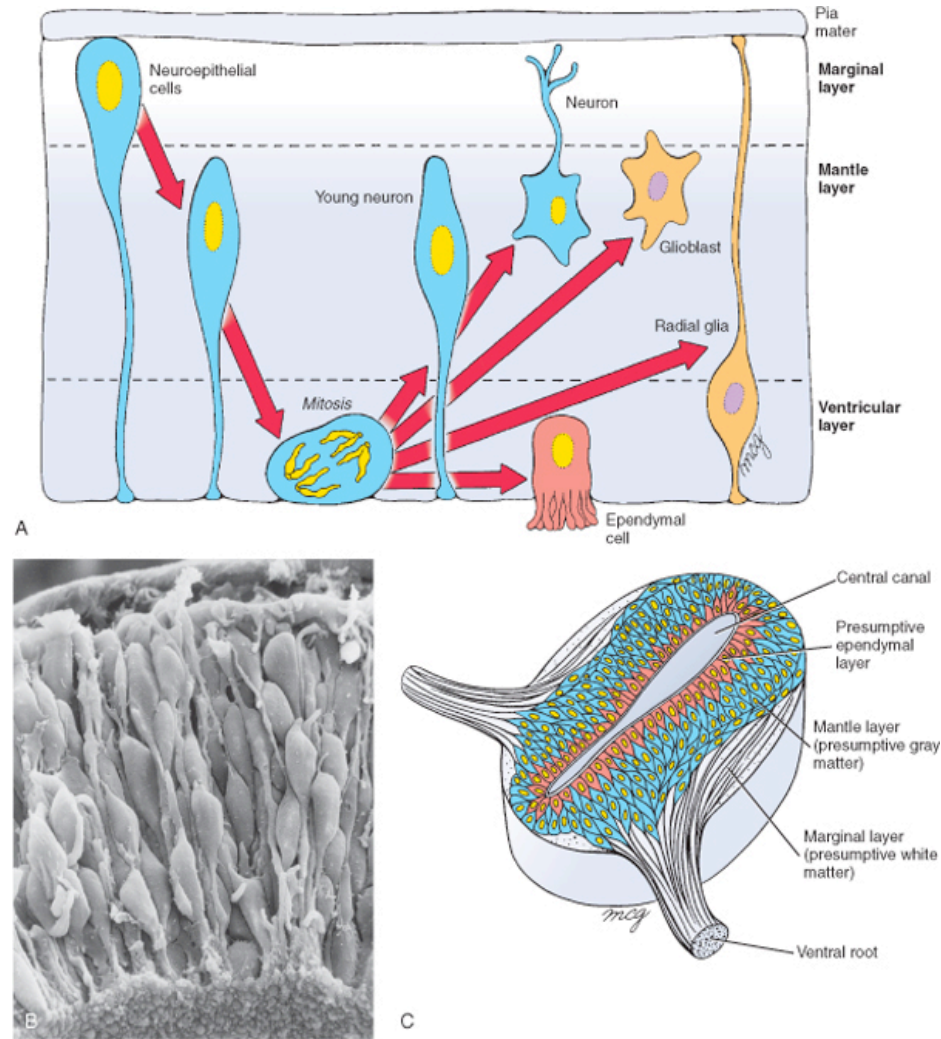 Pia
mater
Neuroepithelial
cells
Marginal
layer
Neuron
Mantle
layer
Young neuron
Glioblast
Radial glia
Mitosis
Ventricular
layer
mcg
Ependymal
cell
A
Central canal
Presumptive
ependymal
layer
Mantle layer
(presumptive gray
matter)
Marginal layer
(presumptive white
matter)
mcg
Ventral root
B
C